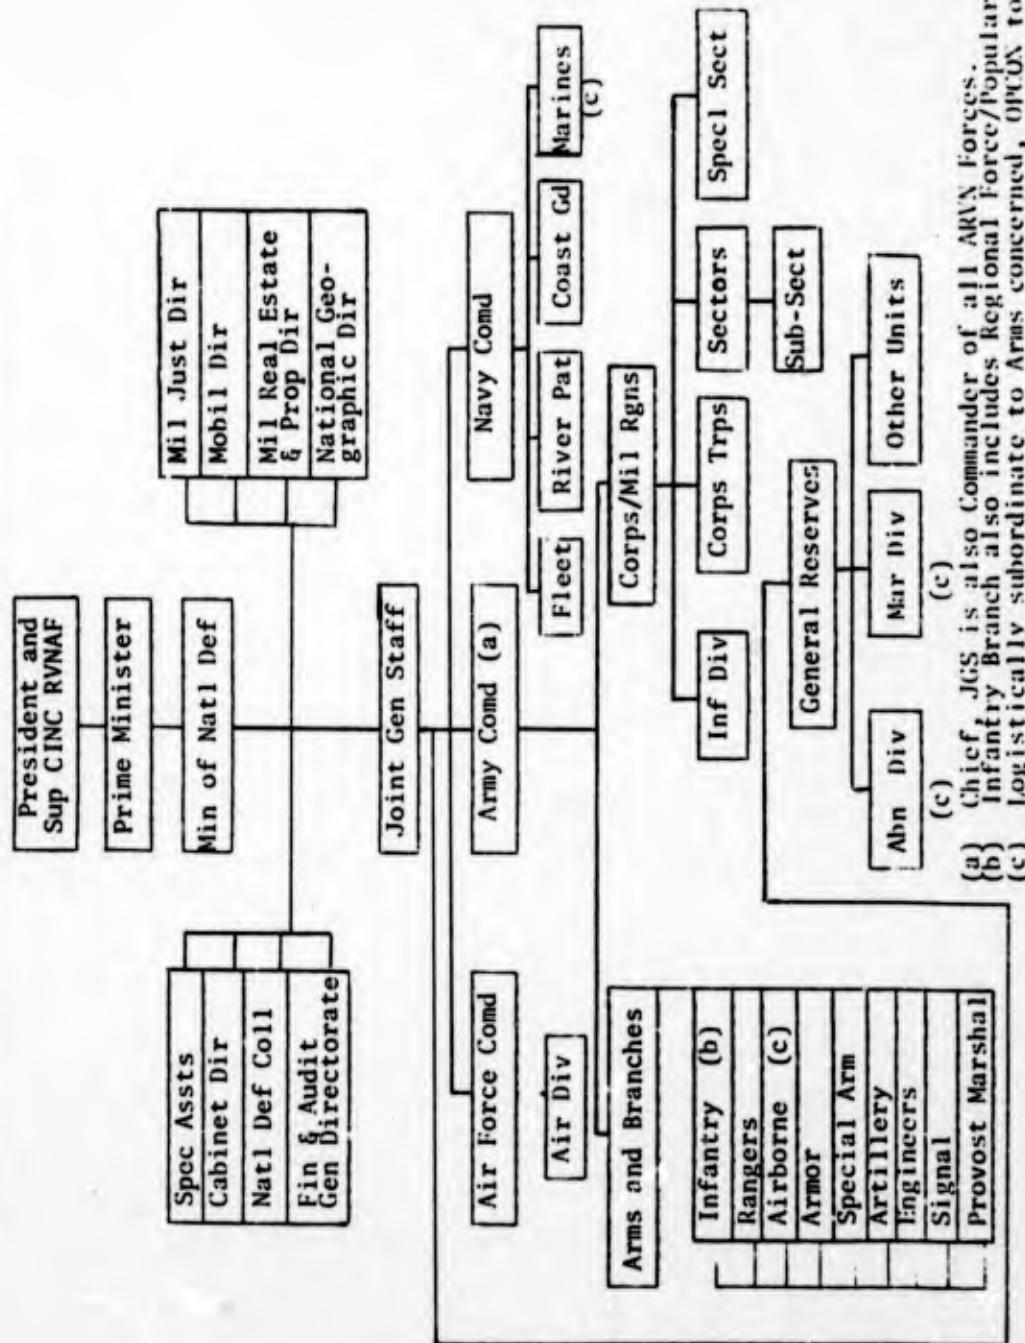 President and
Sup CINC RVNAF
Prime Minister
Min of Natl Def
Spec Assts
Cabinet Dir
Natl Def Coll
Fin & Audit
Gen Directorate
Mil Just Dir
Mobil Dir
Mil Real Estate
& Prop Dir
National Geo-
graphic Dir
Joint Gen Staff
Air Force Comd
Army Comd (a)
Navy Comd
Air Div
Fleet
River Pat
Coast Gd
Marines
(c)
Arms and Branches
Infantry (b)
Rangers
Airborne (c)
Armor
Special Arm
Artillery
Engineers
Signal
Provost Marshal
Corps/Mil Rgns
Inf Div
Corps Trps
Sectors
Specl Sect
Sub-Sect
General Reserves
Abn Div
(c)
Mar Div
(c)
Other Units
(a) Chief, JGS is also Commander of all ARVN Forces.
(b) Infantry Branch also includes Regional Force/Popular
(c) Logistically subordinate to Arms concerned, OPCON to